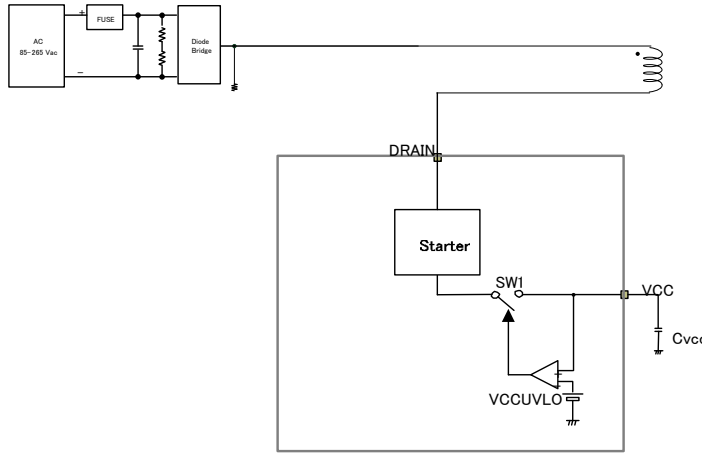 +
FUSE
AC
85-265 Vac
Diode
Bridge
-
DRAIN
Starter
SW1
VCC
Cvcc
+
-
VCCUVLO